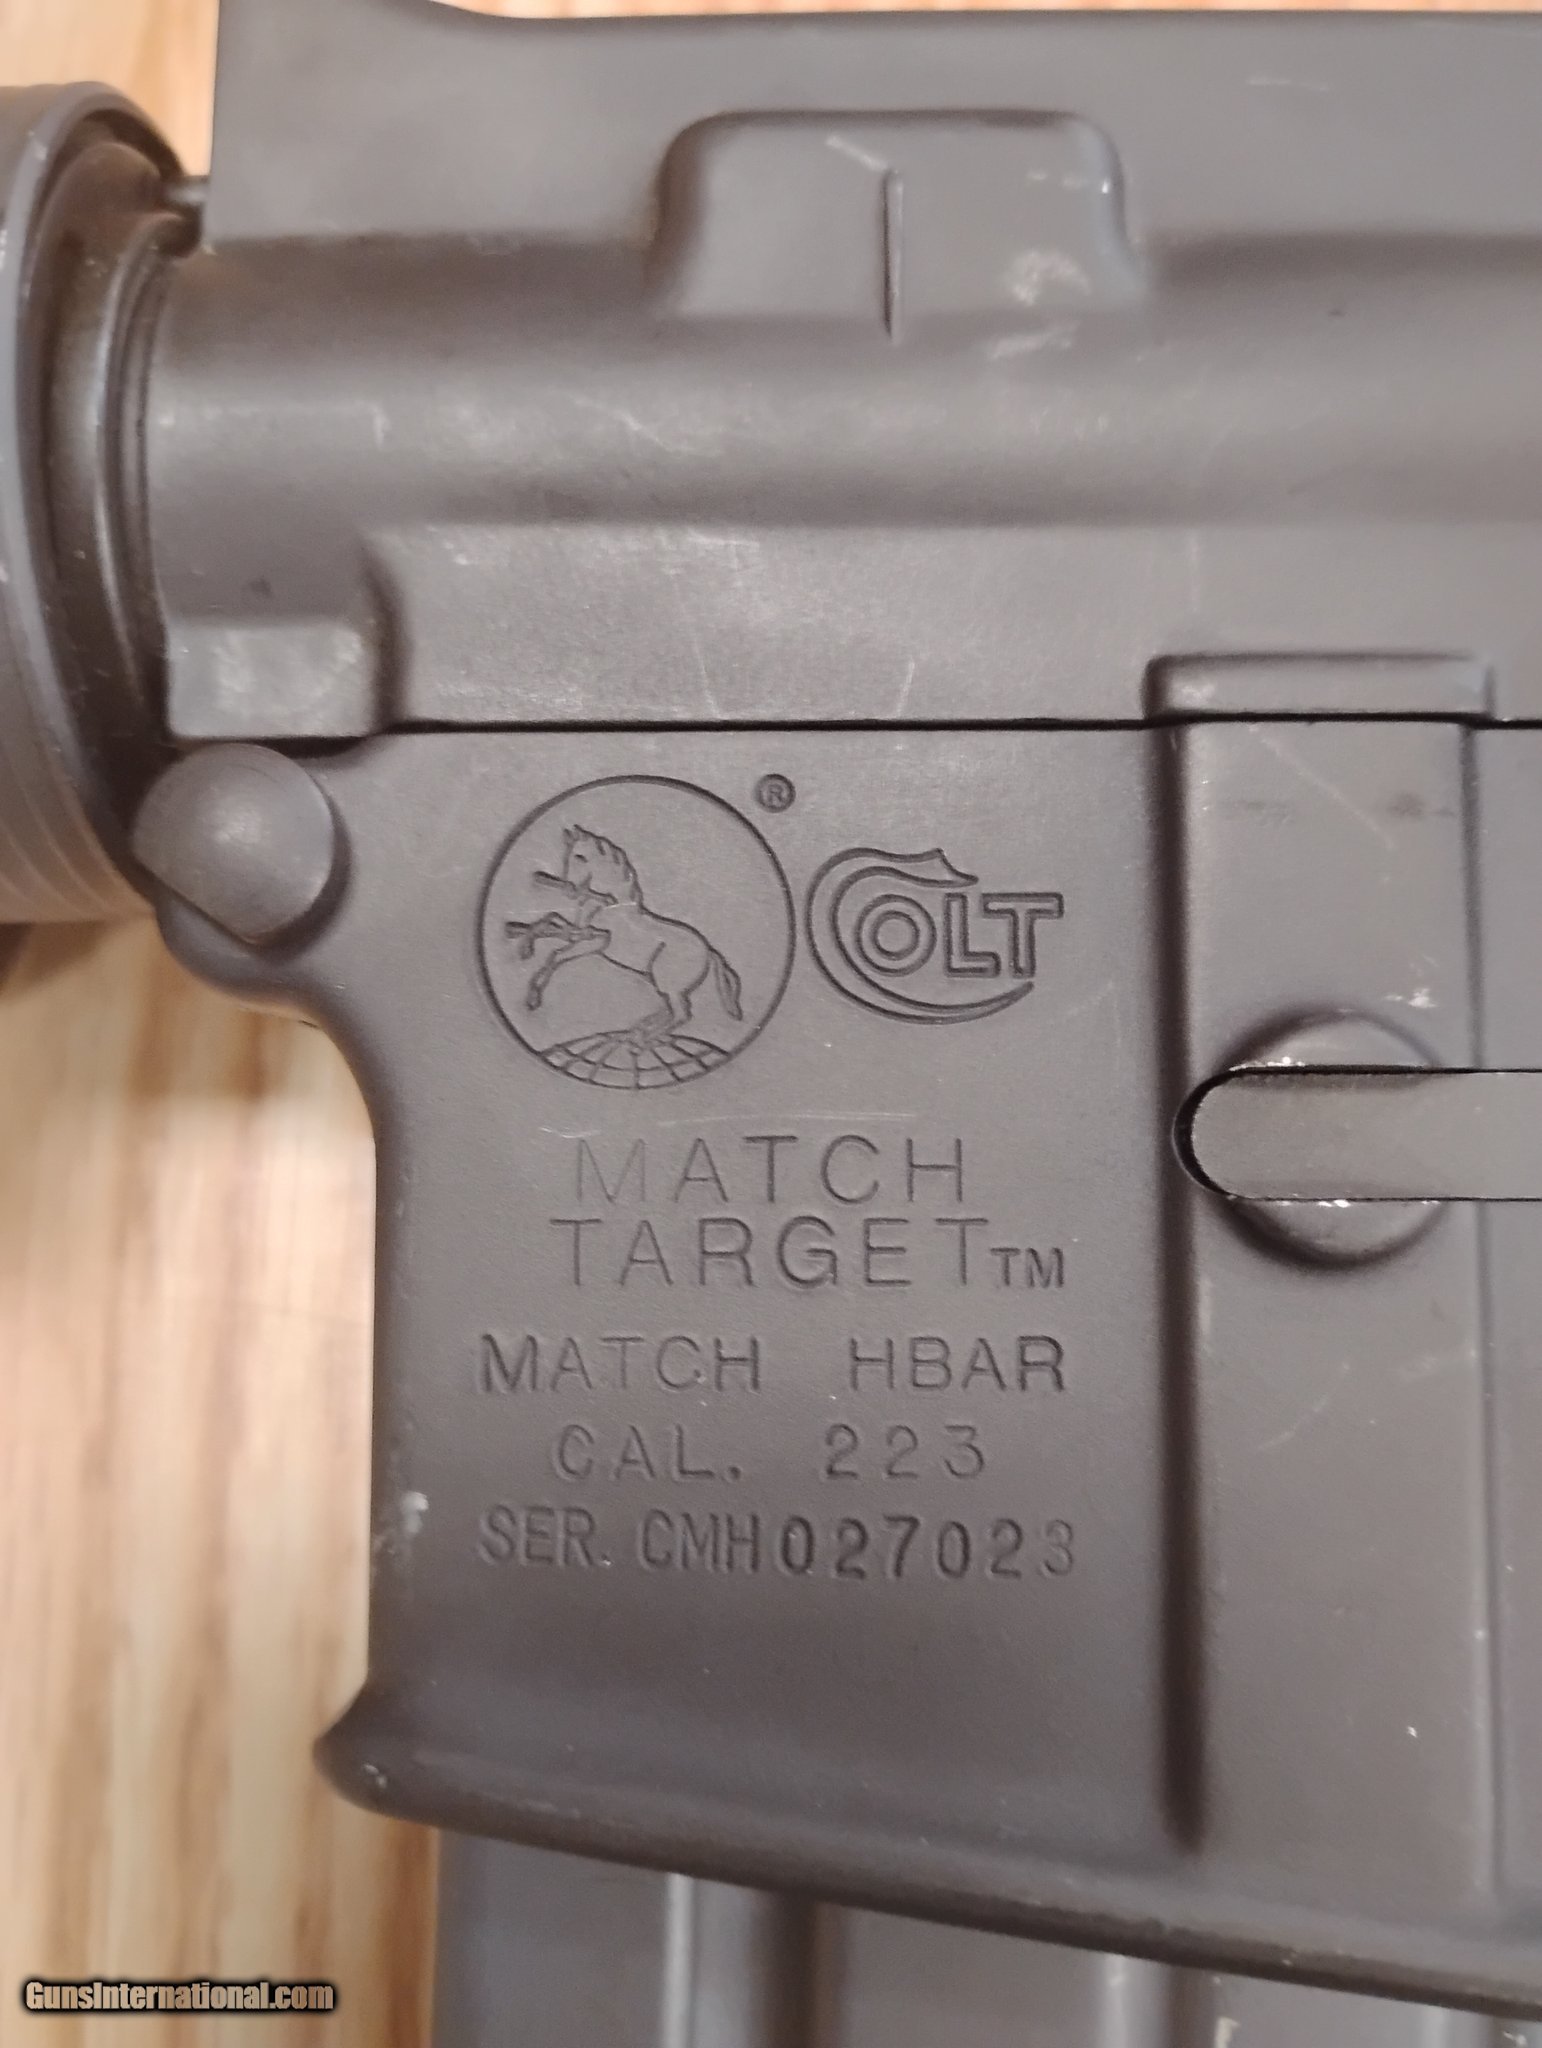 ®
COLT
MATCH
TARGET™
MATCH HBAR
CAL. 223
SER. CMH027023
GunsInternational.com